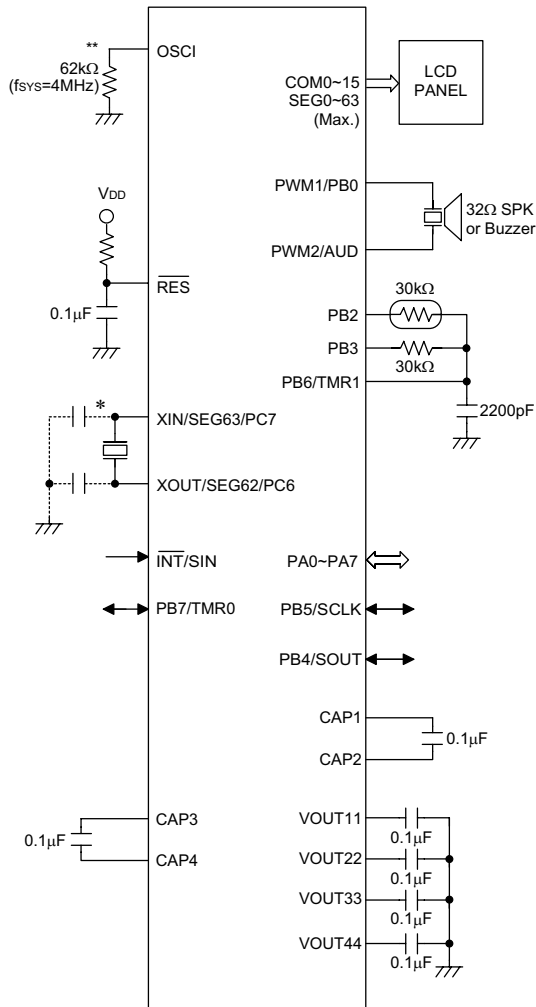 **
OSCI
62kΩ
(fSYS=4MHz)
COM0~15
SEG0~63
(Max.)
LCD
PANEL
VDD
PWM1/PB0
32Ω SPK
or Buzzer
PWM2/AUD
RES
0.1μF
30kΩ
PB2
PB3
30kΩ
PB6/TMR1
2200pF
*
XIN/SEG63/PC7
XOUT/SEG62/PC6
INT/SIN
PA0~PA7
PB7/TMR0
PB5/SCLK
PB4/SOUT
CAP1
0.1μF
CAP2
CAP3
0.1μF
CAP4
VOUT11
0.1μF
VOUT22
0.1μF
VOUT33
0.1μF
VOUT44
0.1μF